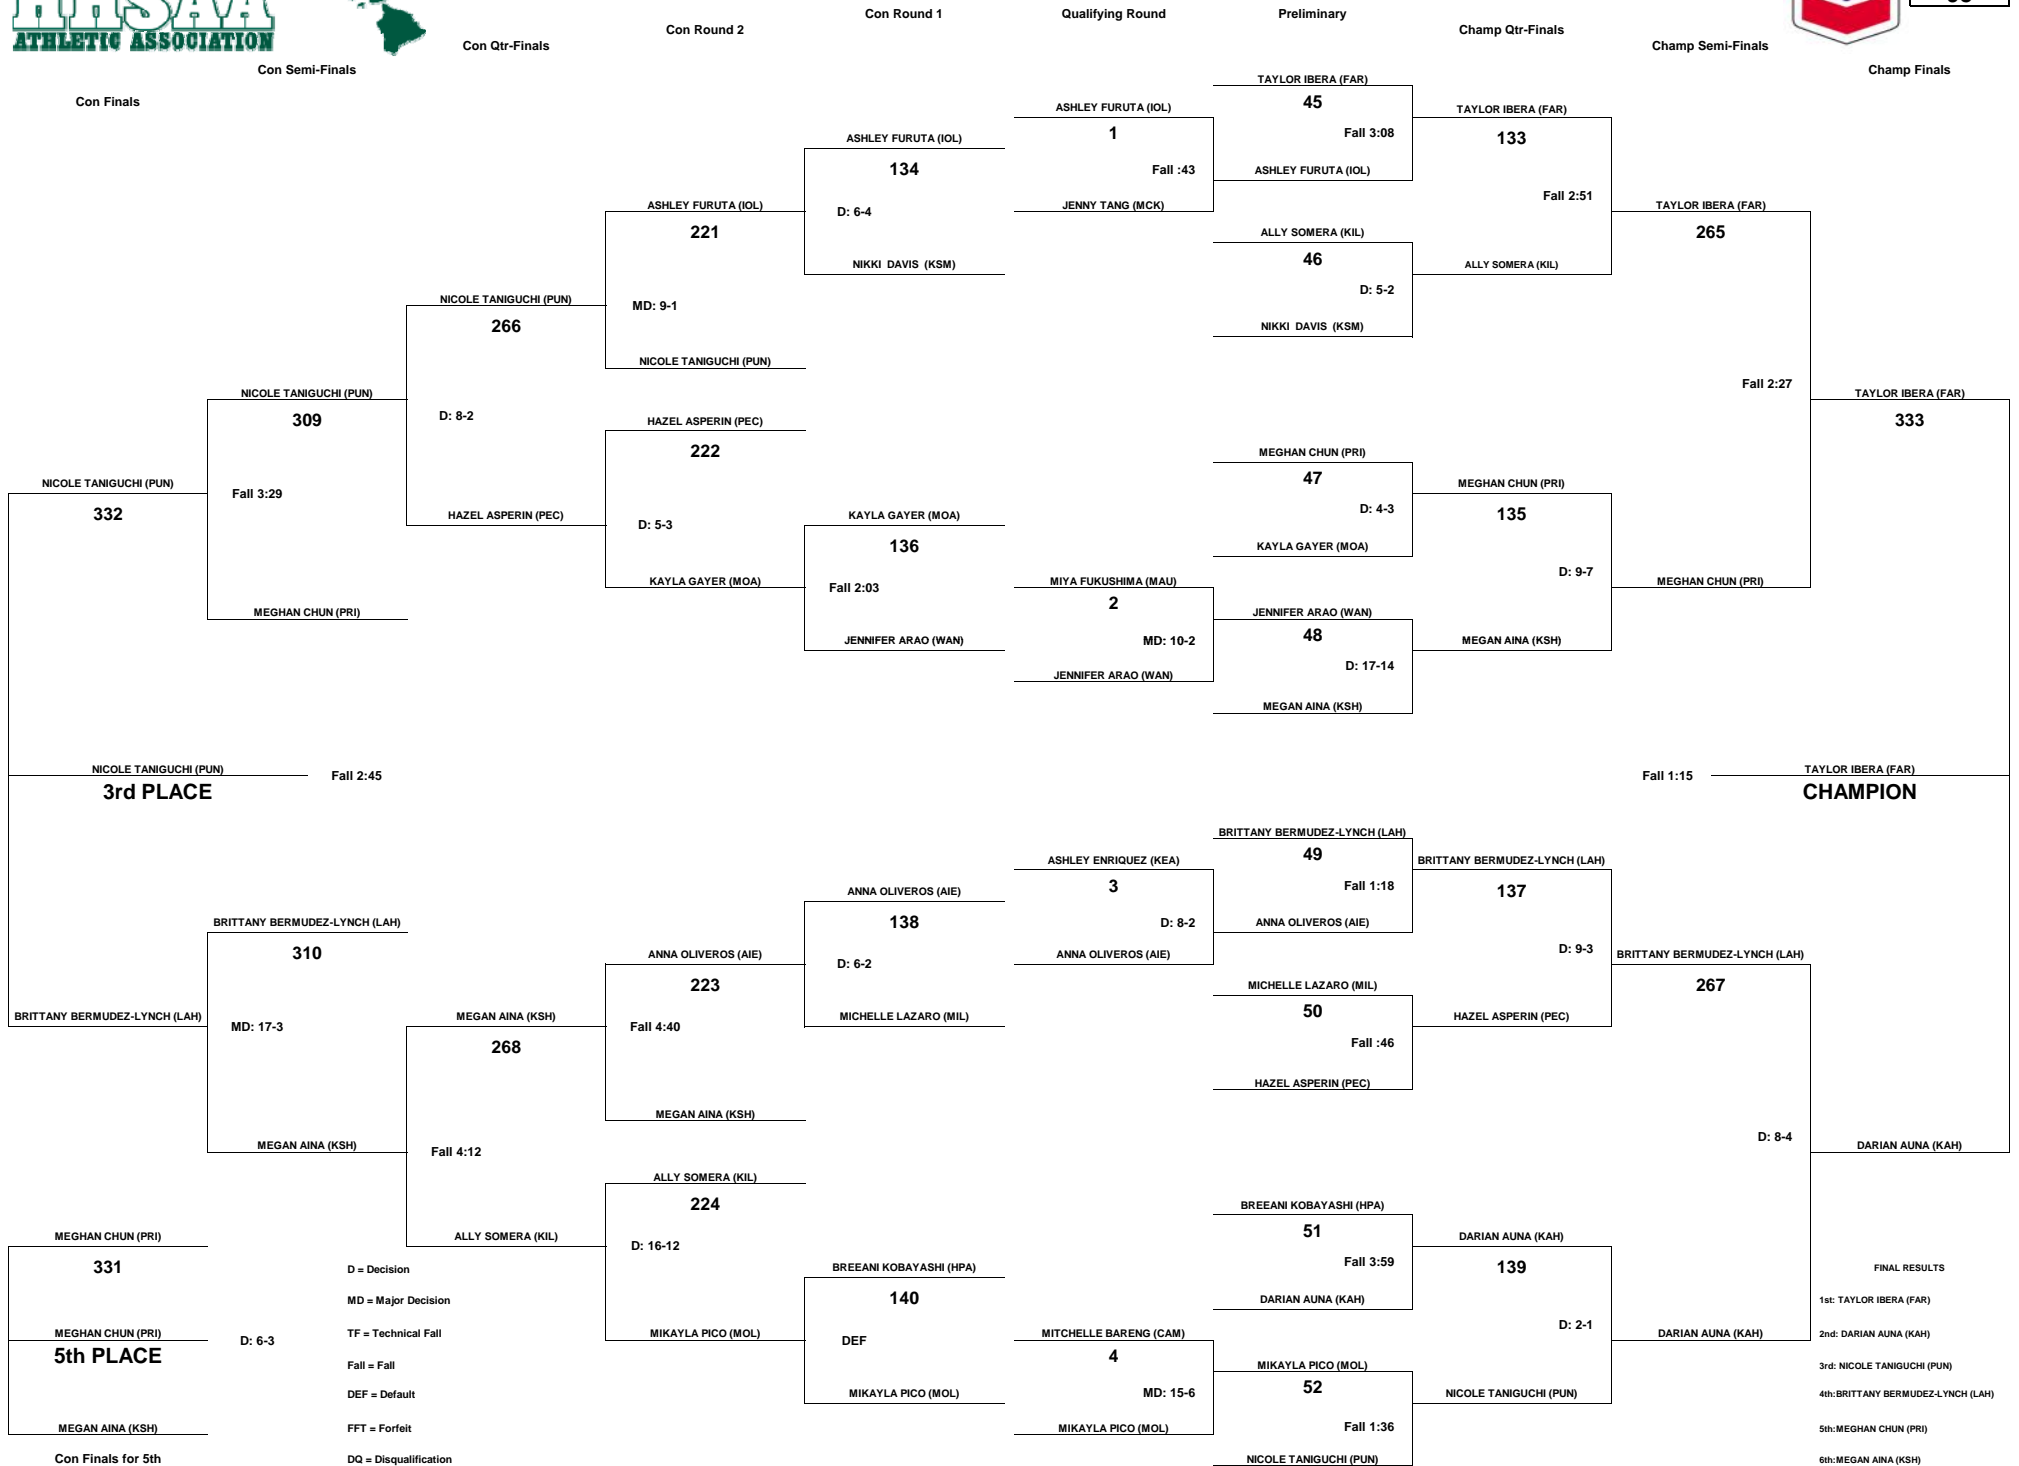 HHSAA
ATHLETIC ASSOCIATION
Con Finals
Con Semi-Finals
Con Qtr-Finals
Con Round 2
Con Round 1
Qualifying Round
Preliminary
Champ Qtr-Finals
Champ Semi-Finals
Champ Finals
NICOLE TANIGUCHI (PUN)
332
NICOLE TANIGUCHI (PUN)
Fall 2:45
3rd PLACE
BRITTANY BERMUDEZ-LYNCH (LAH)
MEGHAN CHUN (PRI)
331
MEGHAN CHUN (PRI)
D: 6-3
5th PLACE
MEGAN AINA (KSH)
Con Finals for 5th
NICOLE TANIGUCHI (PUN)
309
Fall 3:29
MEGHAN CHUN (PRI)
BRITTANY BERMUDEZ-LYNCH (LAH)
310
MD: 17-3
MEGAN AINA (KSH)
D = Decision
MD = Major Decision
TF = Technical Fall
Fall = Fall
DEF = Default
FFT = Forfeit
DQ = Disqualification
NICOLE TANIGUCHI (PUN)
266
D: 8-2
HAZEL ASPERIN (PEC)
MEGAN AINA (KSH)
268
Fall 4:12
ALLY SOMERA (KIL)
ASHLEY FURUTA (IOL)
221
MD: 9-1
NICOLE TANIGUCHI (PUN)
HAZEL ASPERIN (PEC)
222
D: 5-3
KAYLA GAYER (MOA)
ANNA OLIVEROS (AIE)
223
Fall 4:40
MEGAN AINA (KSH)
ALLY SOMERA (KIL)
224
D: 16-12
MIKAYLA PICO (MOL)
ASHLEY FURUTA (IOL)
134
D: 6-4
NIKKI DAVIS (KSM)
KAYLA GAYER (MOA)
136
Fall 2:03
JENNIFER ARAO (WAN)
ANNA OLIVEROS (AIE)
138
D: 6-2
MICHELLE LAZARO (MIL)
BREEANI KOBAYASHI (HPA)
140
DEF
MIKAYLA PICO (MOL)
ASHLEY FURUTA (IOL)
1
Fall :43
JENNY TANG (MCK)
MIYA FUKUSHIMA (MAU)
2
MD: 10-2
JENNIFER ARAO (WAN)
ASHLEY ENRIQUEZ (KEA)
3
D: 8-2
ANNA OLIVEROS (AIE)
MITCHELLE BARENG (CAM)
4
MD: 15-6
MIKAYLA PICO (MOL)
TAYLOR IBERA (FAR)
45
Fall 3:08
ASHLEY FURUTA (IOL)
ALLY SOMERA (KIL)
46
D: 5-2
NIKKI DAVIS (KSM)
MEGHAN CHUN (PRI)
47
D: 4-3
KAYLA GAYER (MOA)
JENNIFER ARAO (WAN)
48
D: 17-14
MEGAN AINA (KSH)
BRITTANY BERMUDEZ-LYNCH (LAH)
49
Fall 1:18
ANNA OLIVEROS (AIE)
MICHELLE LAZARO (MIL)
50
Fall :46
HAZEL ASPERIN (PEC)
BREEANI KOBAYASHI (HPA)
51
Fall 3:59
DARIAN AUNA (KAH)
MIKAYLA PICO (MOL)
52
Fall 1:36
NICOLE TANIGUCHI (PUN)
TAYLOR IBERA (FAR)
133
Fall 2:51
ALLY SOMERA (KIL)
MEGHAN CHUN (PRI)
135
D: 9-7
MEGAN AINA (KSH)
BRITTANY BERMUDEZ-LYNCH (LAH)
137
D: 9-3
HAZEL ASPERIN (PEC)
DARIAN AUNA (KAH)
139
D: 2-1
NICOLE TANIGUCHI (PUN)
TAYLOR IBERA (FAR)
265
Fall 2:27
MEGHAN CHUN (PRI)
BRITTANY BERMUDEZ-LYNCH (LAH)
267
D: 8-4
DARIAN AUNA (KAH)
TAYLOR IBERA (FAR)
333
Fall 1:15
TAYLOR IBERA (FAR)
CHAMPION
DARIAN AUNA (KAH)
FINAL RESULTS
1st: TAYLOR IBERA (FAR)
2nd: DARIAN AUNA (KAH)
3rd: NICOLE TANIGUCHI (PUN)
4th:BRITTANY BERMUDEZ-LYNCH (LAH)
5th:MEGHAN CHUN (PRI)
6th:MEGAN AINA (KSH)